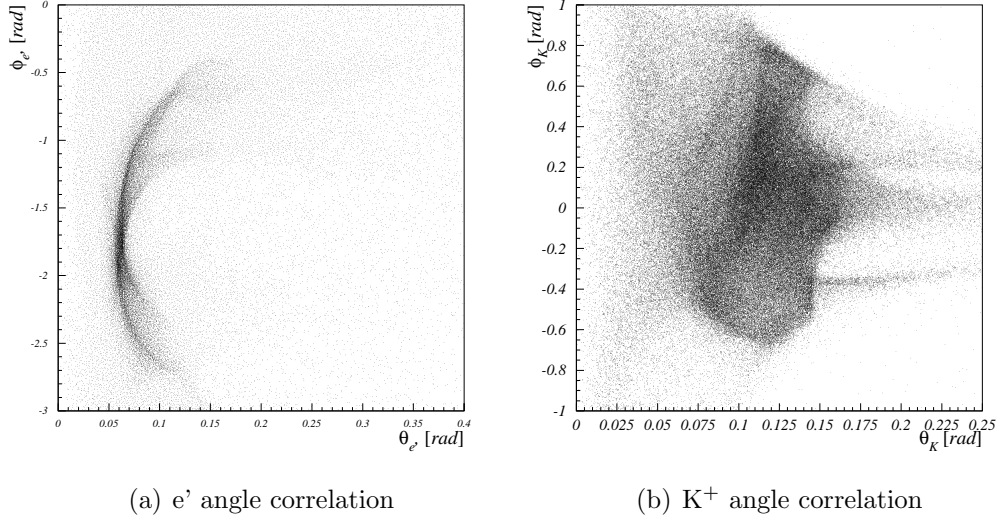 ϕe', [rad]
0
-0.5
-1
-1.5
-2
-2.5
-3
0 0.05 0.1 0.15 0.2 0.25 0.3 0.35 0.4
θe', [rad]
ϕK [rad]
1
0.8
0.6
0.4
0.2
0
-0.2
-0.4
-0.6
-0.8
-1
0 0.025 0.05 0.075 0.1 0.125 0.15 0.175 0.2 0.225 0.25
θK [rad]
(a) e’ angle correlation
(b) K+ angle correlation